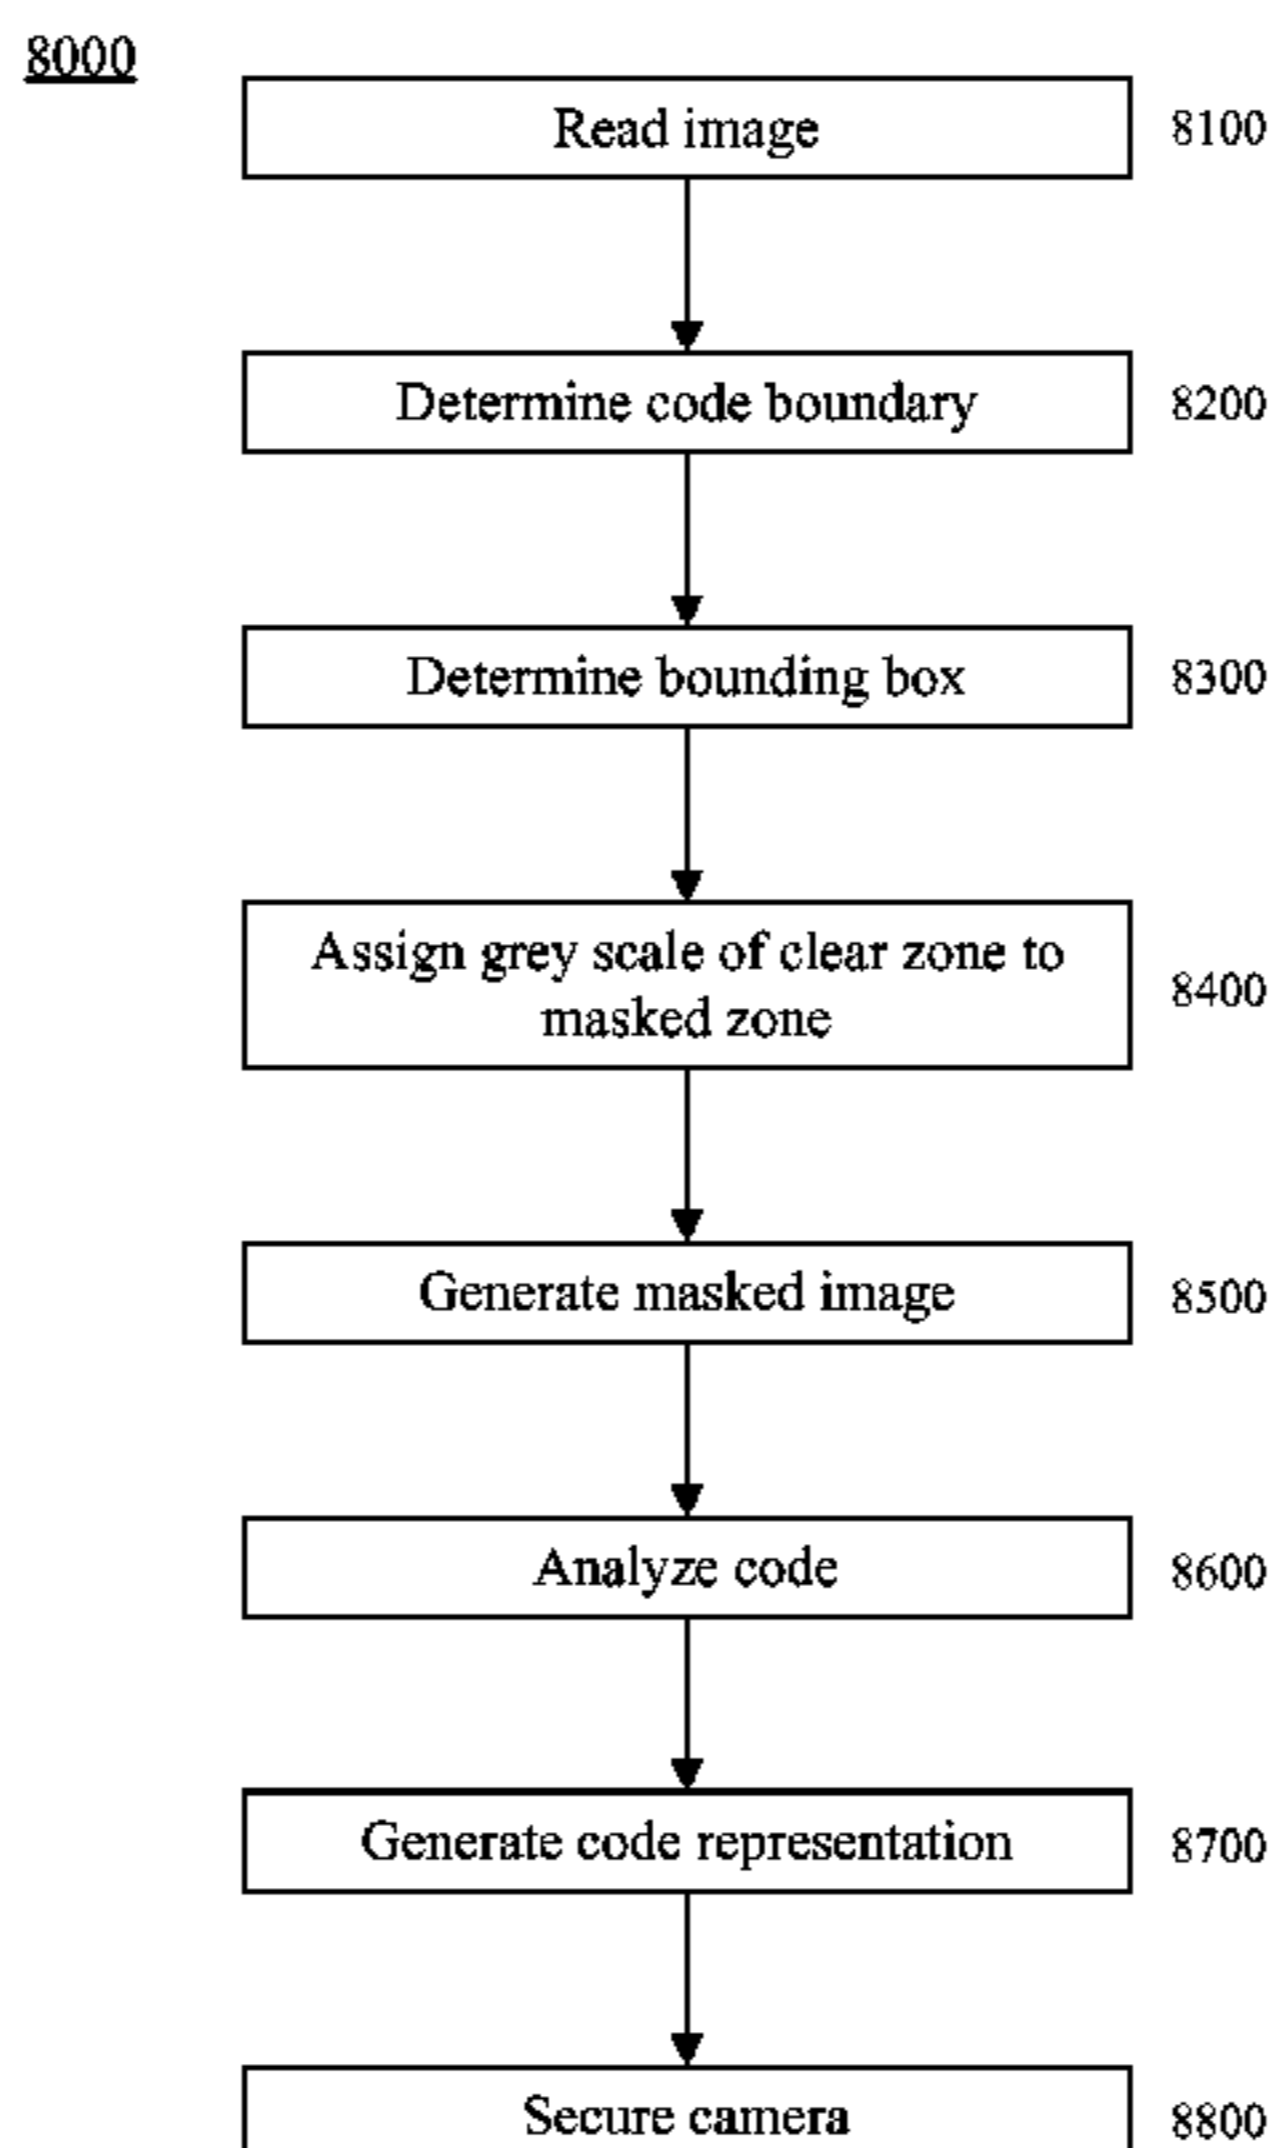 8000
Read image 8100
Determine code boundary 8200
Determine bounding box 8300
Assign grey scale of clear zone to
masked zone 8400
Generate masked image 8500
Analyze code 8600
Generate code representation 8700
Secure camera 8800